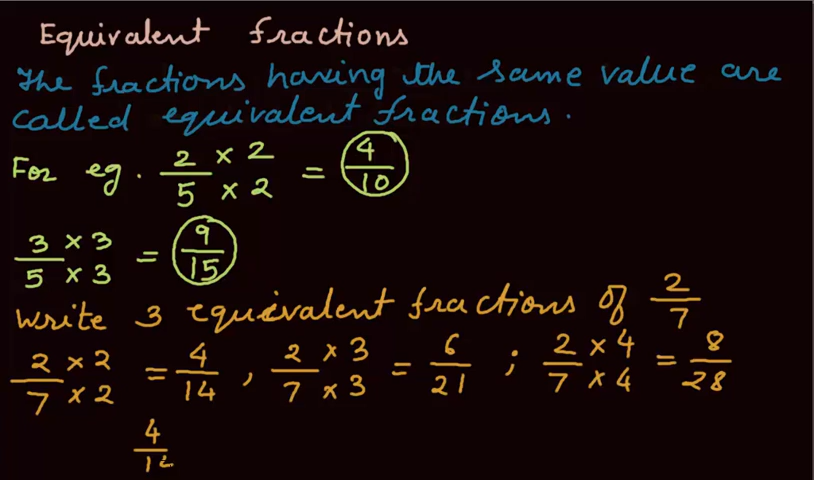 Equivalent fractions
The fractions having the same value are
called equivalent fractions.
For eg. 2 × 2 / 5 × 2 = 4/10
3 × 3 / 5 × 3 = 9/15
Write 3 equivalent fractions of 2/7
2 × 2 / 7 × 2 = 4/14 , 2 × 3 / 7 × 3 = 6/21 ; 2 × 4 / 7 × 4 = 8/28
4/1